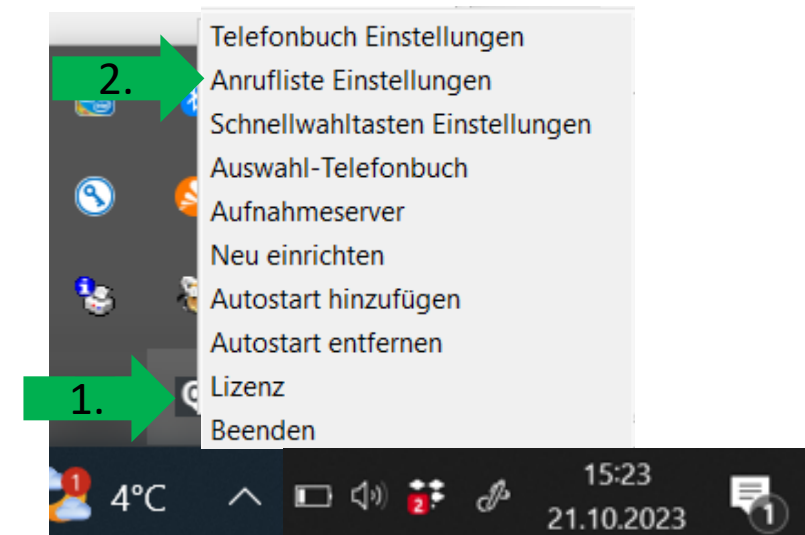 Telefonbuch Einstellungen
2.
Anrufliste Einstellungen
Schnellwahltasten Einstellungen
Auswahl-Telefonbuch
Aufnahmeserver
Neu einrichten
Autostart hinzufügen
Autostart entfernen
1.
Lizenz
Beenden
1
4°C
2
15:23
21.10.2023
1